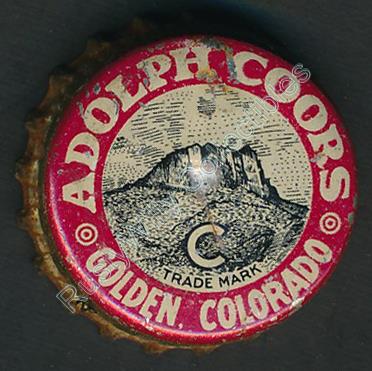 ADOLPH COORS
C
TRADE MARK
GOLDEN, COLORADO